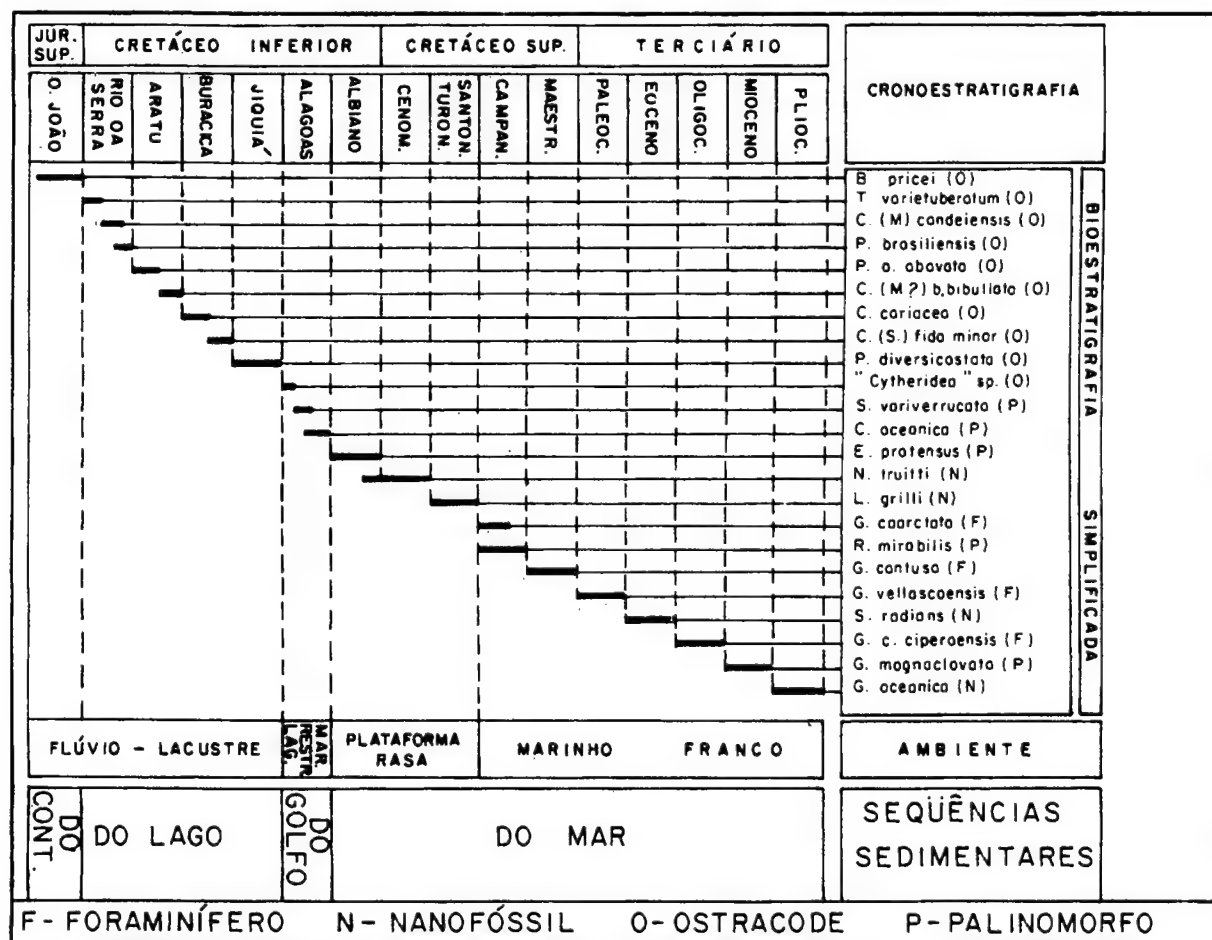 JÚR. SUP.
CRETÁCEO INFERIOR
CRETÁCEO SUP.
TERCIÁRIO
CRONOESTRATIGRAFIA
D. JOÃO
RIO DA SERRA
ARATU
BURACICA
JIQUIÁ
ALAGOAS
ALBIANO
CENOM.
SANTON. TURON.
CAMPAN.
MAESTR.
PALEOC.
EOCENO
OLIGOC.
MIOCENO
PLIOC.
B pricei (O)
T varietuberatum (O)
C. (M) candeiensis (O)
P. brasiliensis (O)
P. o. obovata (O)
C. (M?) b.bibullata (O)
C. coriacea (O)
C. (S.) fida minor (O)
P. diversicostata (O)
"Cytheridea" sp. (O)
S. variverrucata (P)
C. oceanica (P)
E. protensus (P)
N. truitti (N)
L. grilli (N)
G. coarctata (F)
R. mirabilis (P)
G. contusa (F)
G. vellascoensis (F)
S. radians (N)
G. c. ciperoensis (F)
G. magnaclavata (P)
G. oceanica (N)
BIOESTRATIGRAFIA SIMPLIFICADA
FLÚVIO - LACUSTRE
MAR RESTR LAG.
PLATAFORMA RASA
MARINHO FRANCO
AMBIENTE
DO CONT.
DO LAGO
DO GOLFO
DO MAR
SEQÜÊNCIAS
SEDIMENTARES
F - FORAMINÍFERO N - NANOFÓSSIL O - OSTRACODE P - PALINOMORFO